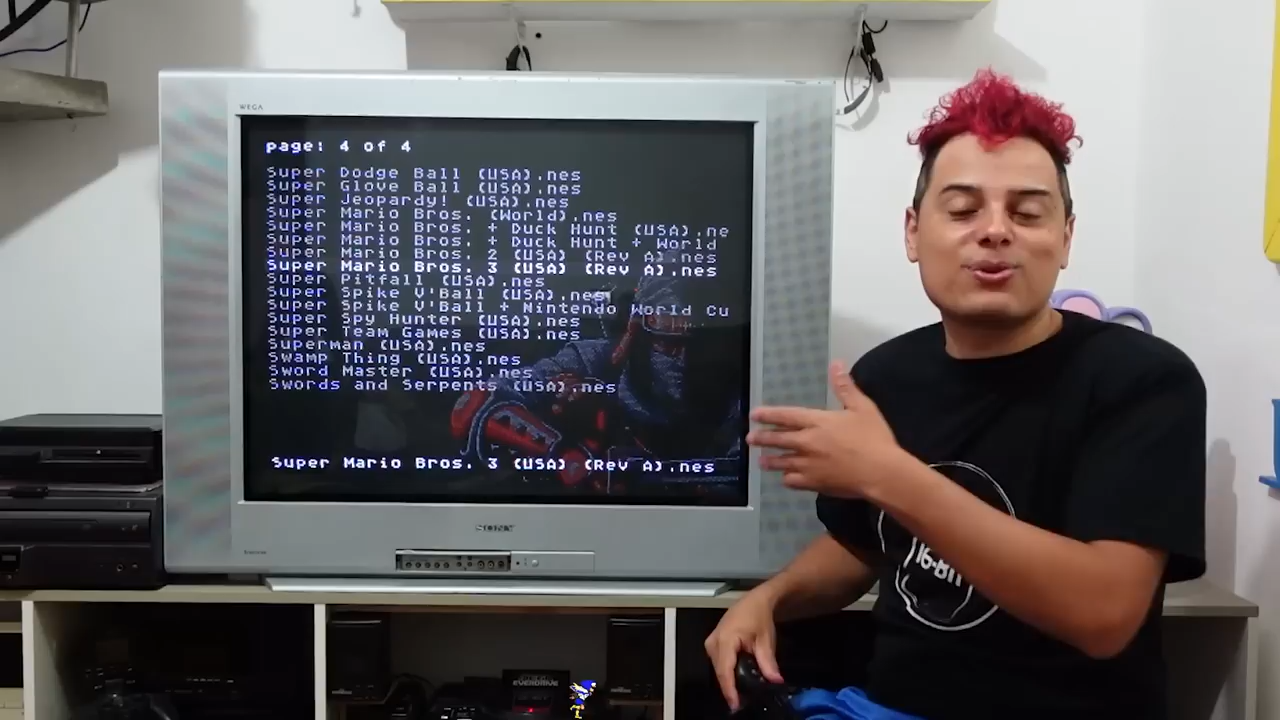 WEGA
page: 4 of 4
Super Dodge Ball (USA).nes
Super Glove Ball (USA).nes
Super Jeopardy! (USA).nes
Super Mario Bros. (World).nes
Super Mario Bros. + Duck Hunt (USA).ne
Super Mario Bros. + Duck Hunt + World
Super Mario Bros. 2 (USA) (Rev A).nes
Super Mario Bros. 3 (USA) (Rev A).nes
Super Pitfall (USA).nes
Super Spike V'Ball (USA).nes
Super Spike V'Ball + Nintendo World Cu
Super Spy Hunter (USA).nes
Super Team Games (USA).nes
Superman (USA).nes
Swamp Thing (USA).nes
Sword Master (USA).nes
Swords and Serpents (USA).nes
Super Mario Bros. 3 (USA) (Rev A).nes
SONY
16-BIT
EVERDRIVE